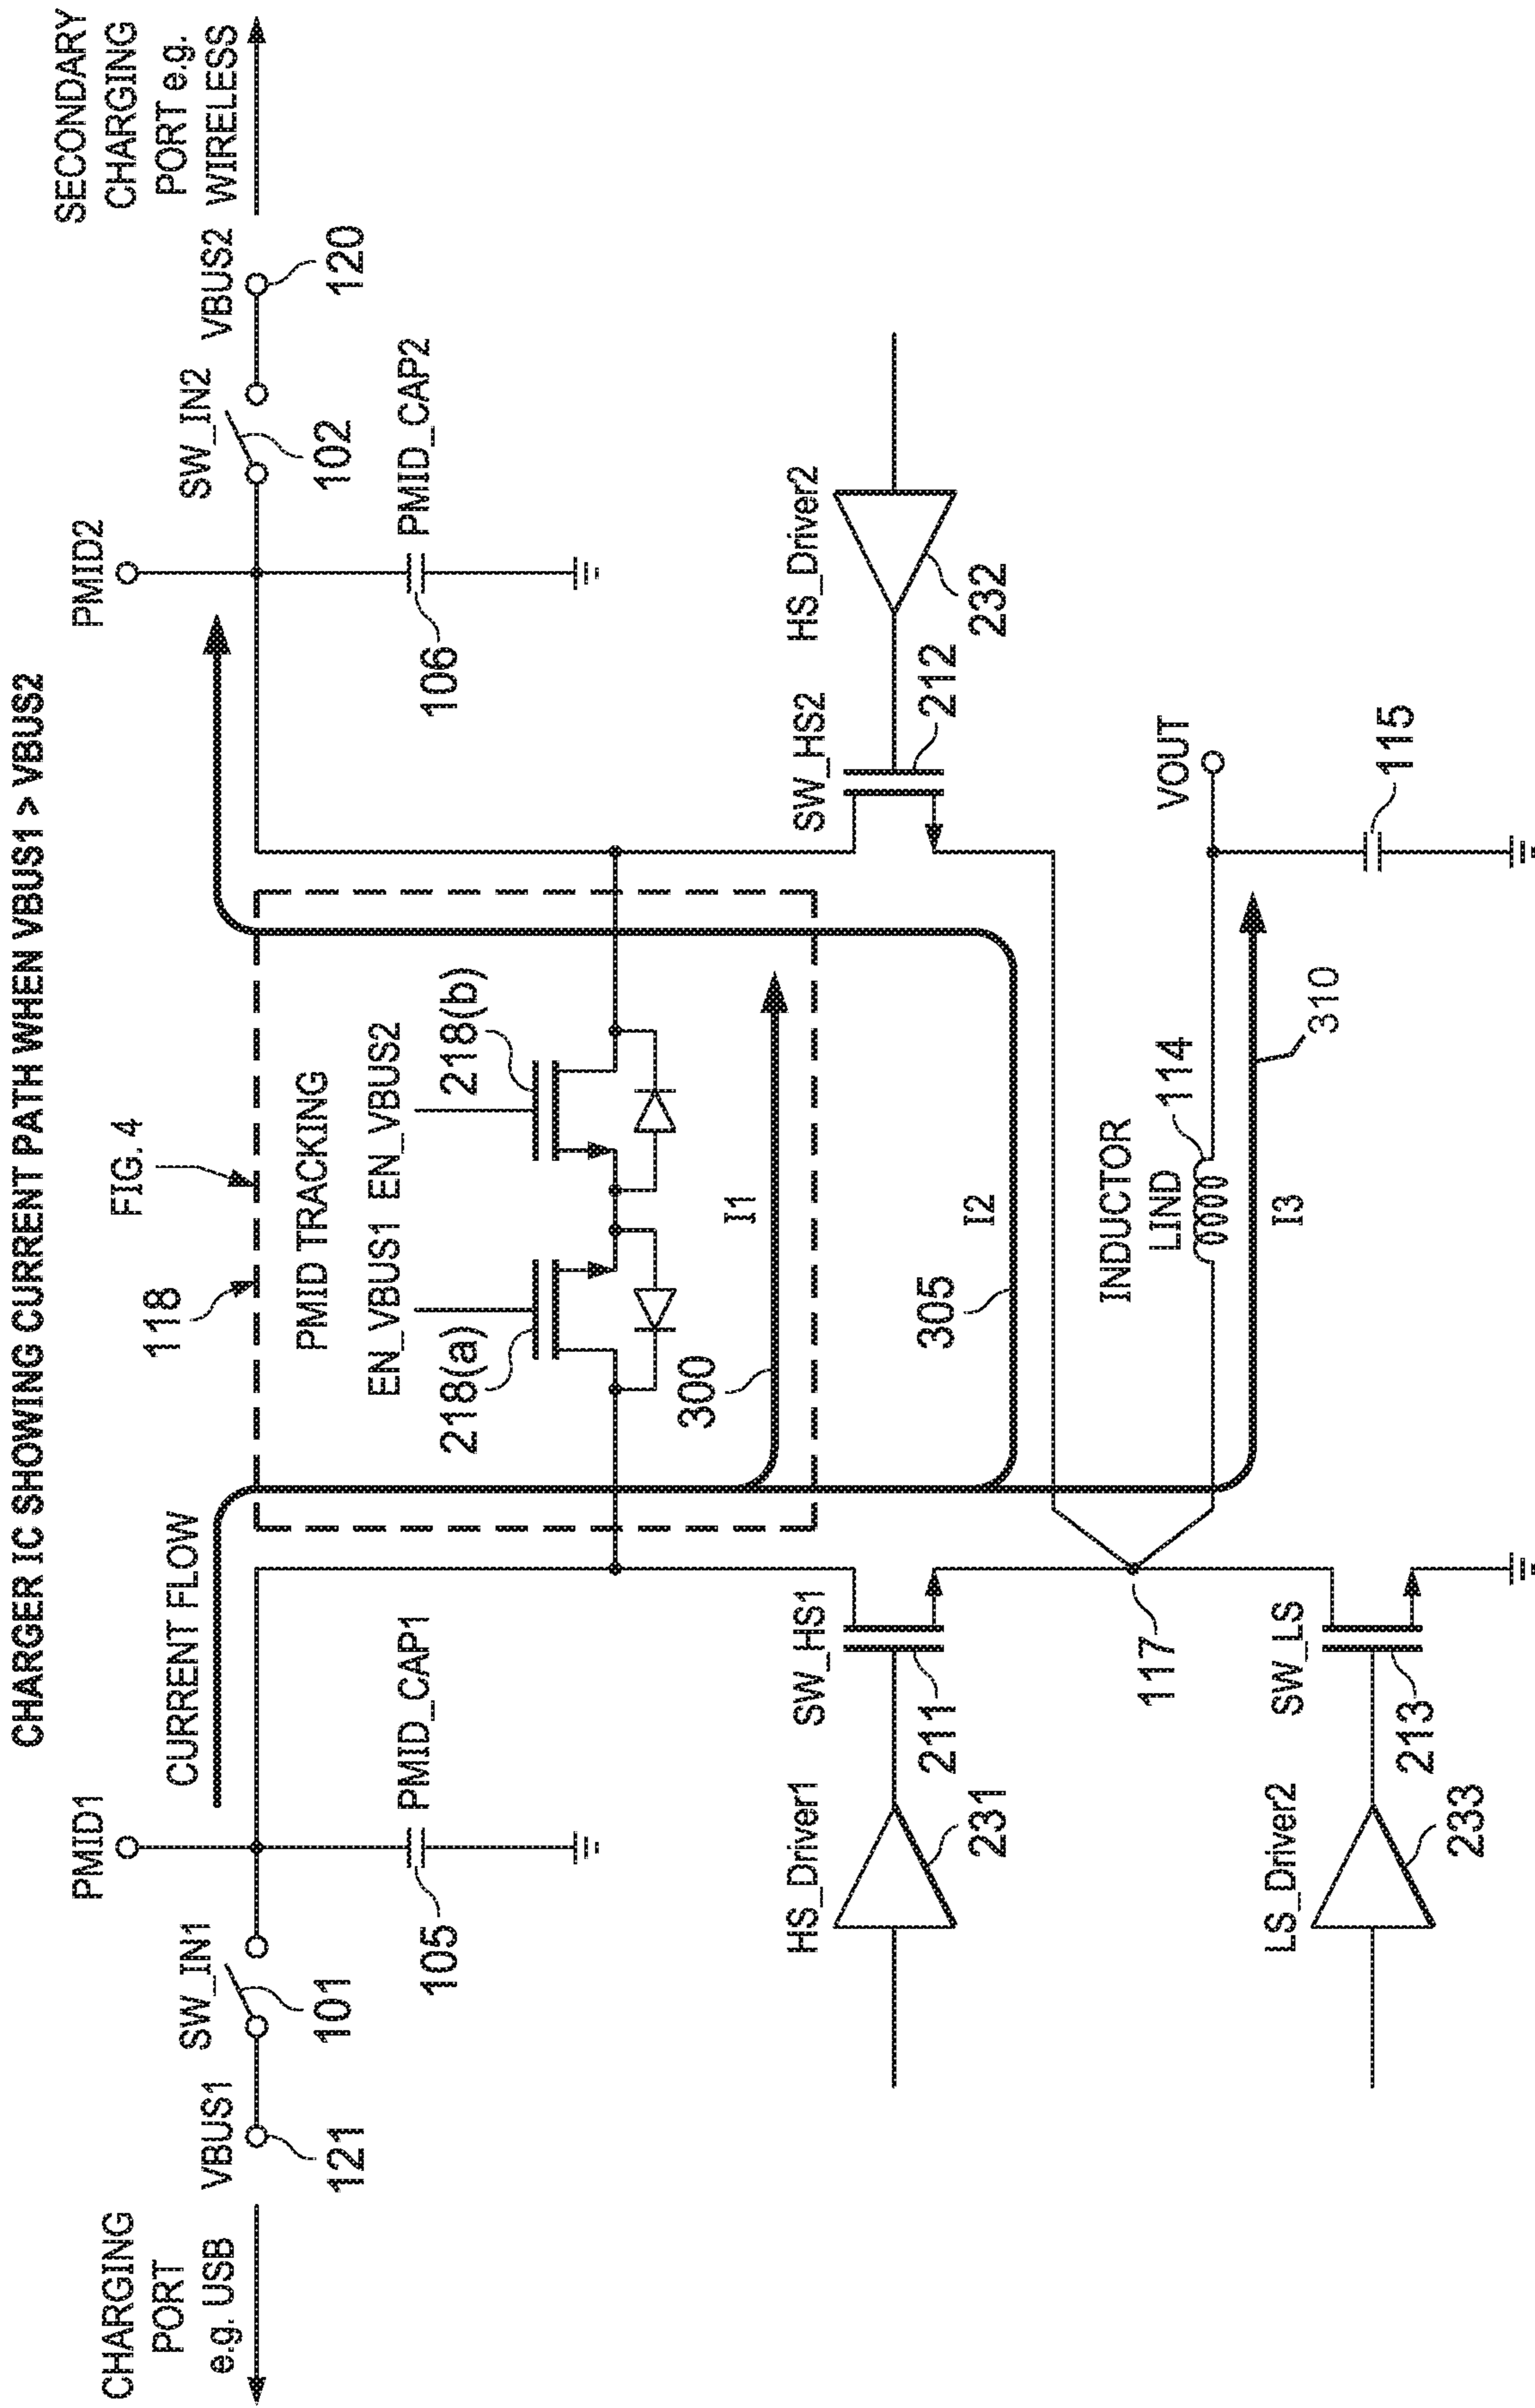 CHARGER IC SHOWING CURRENT PATH WHEN VBUS1 > VBUS2
FIG. 4
118
CHARGING
PORT
e.g. USB
VBUS1
121
SW_IN1
101
PMID1
CURRENT FLOW
105
PMID_CAP1
PMID TRACKING
EN_VBUS1 EN_VBUS2
218(a)
218(b)
PMID2
106
PMID_CAP2
SW_IN2
102
VBUS2
120
SECONDARY
CHARGING
PORT e.g.
WIRELESS
300
I1
305
I2
HS_Driver1
231
SW_HS1
211
SW_HS2
212
HS_Driver2
232
117
INDUCTOR
LIND
114
I3
310
VOUT
115
LS_Driver2
233
SW_LS
213